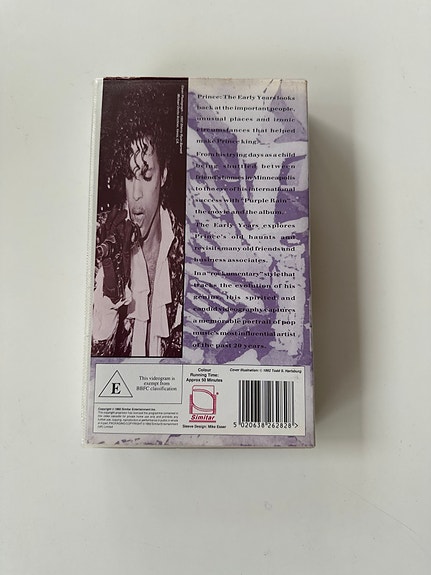 Prince: The Early Years looks
back at the important people,
unusual places and ironic
circumstances that helped
make Prince king.
From his trying days as a child
being shuttled between
friend's homes in Minneapolis
to the eve of his international
success with "Purple Rain"
the movie and the album.
The Early Years explores
Prince's old haunts and
revisits many old friends and
business associates.
In a "rockumentary" style that
tracks the evolution of his
genius, this spirited and
candid videography captures
a memorable portrait of pop
music's most influential artist
of the past 20 years.
E
This videogram is
exempt from
BBFC classification
Colour
Running Time:
Approx 50 Minutes
Similar
Sleeve Design: Mike Esser
Cover Illustration: © 1992 Todd S. Hertsburg
5 020638 262828 >